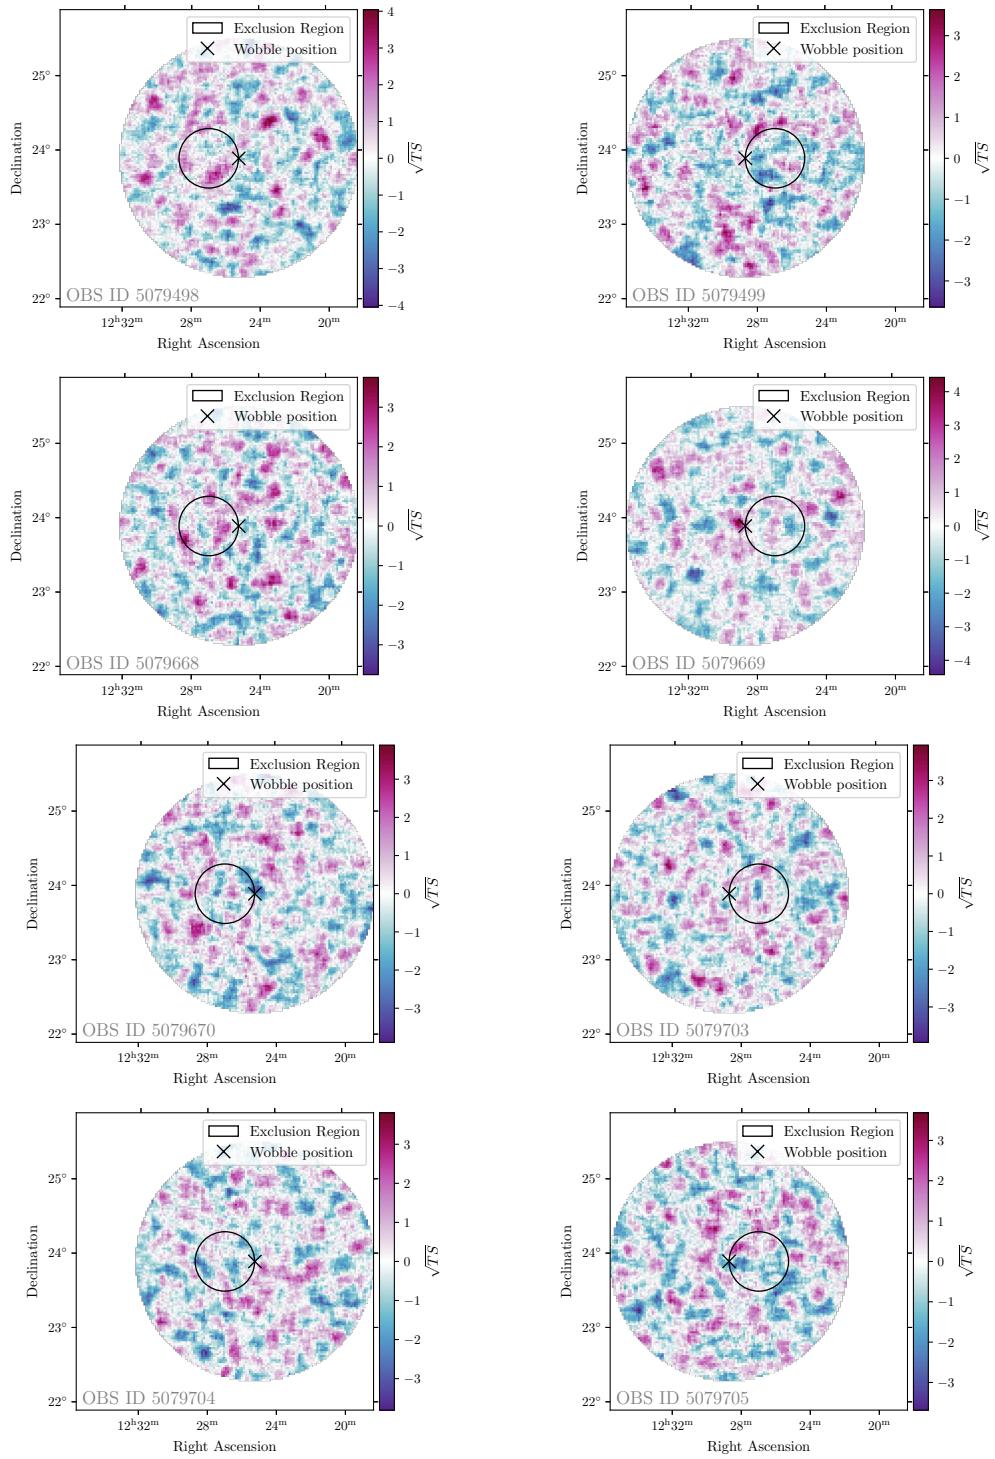 Exclusion Region
Wobble position
25°
24°
23°
22°
Declination
OBS ID 5079498
12ʰ32ᵐ 28ᵐ 24ᵐ 20ᵐ
Right Ascension
4
3
2
1
0
−1
−2
−3
−4
√TS
Exclusion Region
Wobble position
25°
24°
23°
22°
Declination
OBS ID 5079499
12ʰ32ᵐ 28ᵐ 24ᵐ 20ᵐ
Right Ascension
3
2
1
0
−1
−2
−3
√TS
Exclusion Region
Wobble position
25°
24°
23°
22°
Declination
OBS ID 5079668
12ʰ32ᵐ 28ᵐ 24ᵐ 20ᵐ
Right Ascension
3
2
1
0
−1
−2
−3
√TS
Exclusion Region
Wobble position
25°
24°
23°
22°
Declination
OBS ID 5079669
12ʰ32ᵐ 28ᵐ 24ᵐ 20ᵐ
Right Ascension
4
3
2
1
0
−1
−2
−3
−4
√TS
Exclusion Region
Wobble position
25°
24°
23°
22°
Declination
OBS ID 5079670
12ʰ32ᵐ 28ᵐ 24ᵐ 20ᵐ
Right Ascension
3
2
1
0
−1
−2
−3
√TS
Exclusion Region
Wobble position
25°
24°
23°
22°
Declination
OBS ID 5079703
12ʰ32ᵐ 28ᵐ 24ᵐ 20ᵐ
Right Ascension
3
2
1
0
−1
−2
−3
√TS
Exclusion Region
Wobble position
25°
24°
23°
22°
Declination
OBS ID 5079704
12ʰ32ᵐ 28ᵐ 24ᵐ 20ᵐ
Right Ascension
3
2
1
0
−1
−2
−3
√TS
Exclusion Region
Wobble position
25°
24°
23°
22°
Declination
OBS ID 5079705
12ʰ32ᵐ 28ᵐ 24ᵐ 20ᵐ
Right Ascension
3
2
1
0
−1
−2
−3
√TS